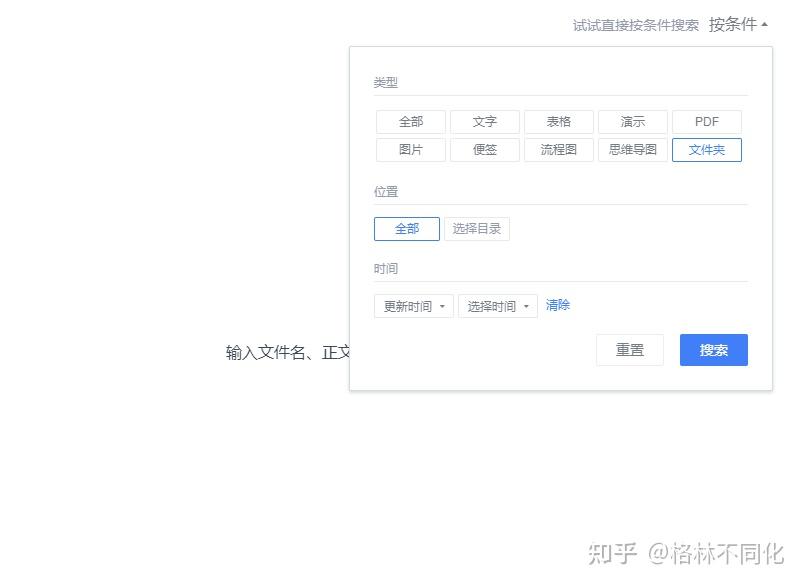 试试直接按条件搜索 按条件
类型
全部 文字 表格 演示 PDF
图片 便签 流程图 思维导图 文件夹
位置
全部 选择目录
时间
更新时间 选择时间 清除
输入文件名、正文
重置 搜索
知乎 @格林不同化